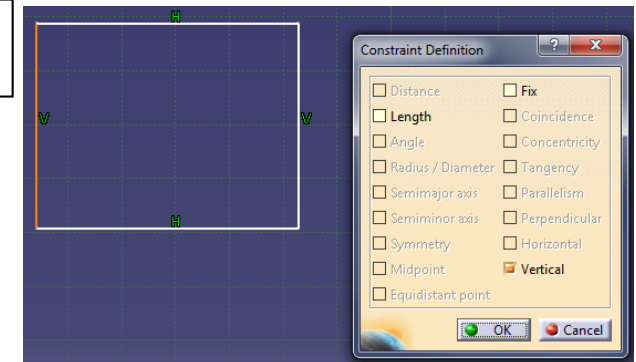 H
V
V
H
Constraint Definition
?
X
Distance
Fix
Length
Coincidence
Angle
Concentricity
Radius / Diameter
Tangency
Semimajor axis
Parallelism
Semiminor axis
Perpendicular
Symmetry
Horizontal
Midpoint
Vertical
Equidistant point
OK
Cancel